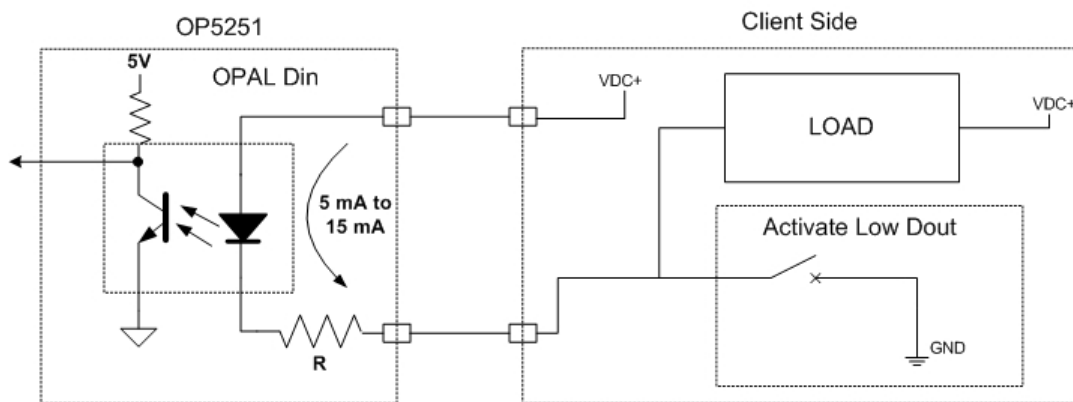 OP5251
Client Side
5V
OPAL Din
VDC+
VDC+
LOAD
5 mA to
15 mA
Activate Low Dout
R
GND